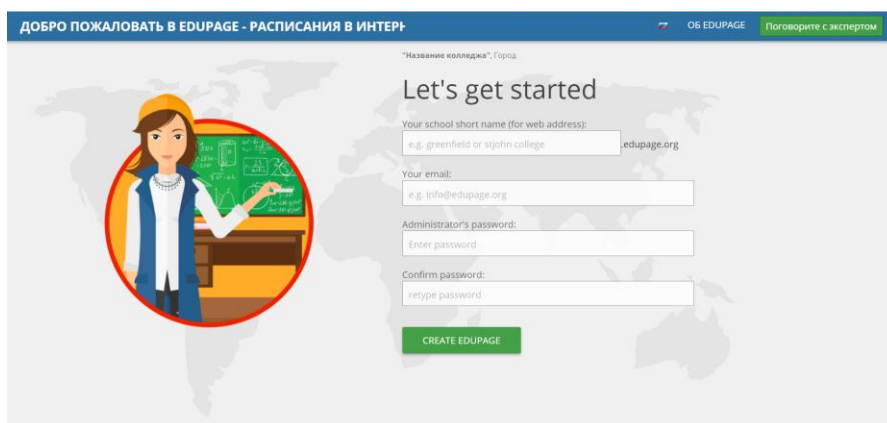 ДОБРО ПОЖАЛОВАТЬ В EDUPAGE - РАСПИСАНИЯ В ИНТЕРН
ОБ EDUPAGE
Поговорите с экспертом
"Название колледжа", Город
Let's get started
Your school short name (for web address):
e.g. greenfield or stjohn college
.edupage.org
Your email:
e.g. info@edupage.org
Administrator's password:
Enter password
Confirm password:
retype password
CREATE EDUPAGE